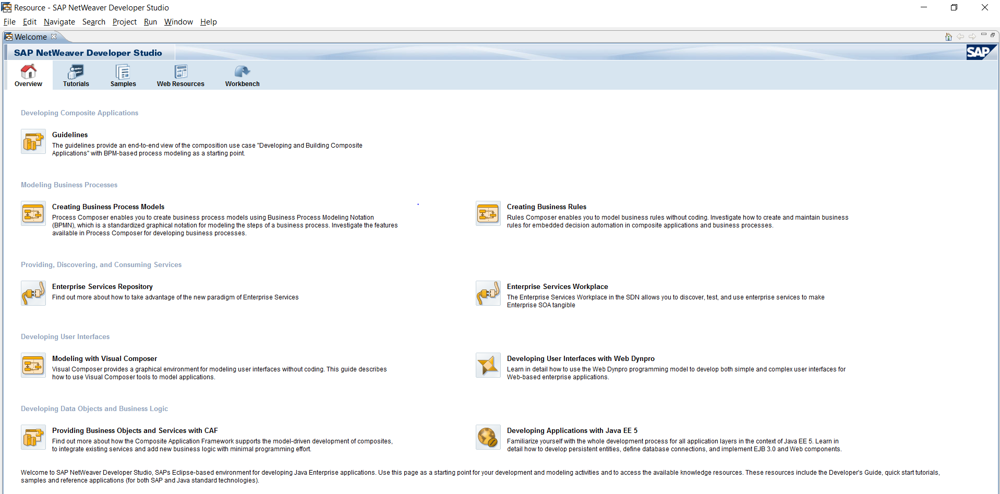 Resource - SAP NetWeaver Developer Studio
File Edit Navigate Search Project Run Window Help
Welcome
SAP NetWeaver Developer Studio
SAP
Overview Tutorials Samples Web Resources Workbench
Developing Composite Applications
Guidelines
The guidelines provide an end-to-end view of the composition use case "Developing and Building Composite
Applications" with BPM-based process modeling as a starting point.
Modeling Business Processes
Creating Business Process Models
Process Composer enables you to create business process models using Business Process Modeling Notation
(BPMN), which is a standardized graphical notation for modeling the steps of a business process. Investigate the features
available in Process Composer for developing business processes.
Creating Business Rules
Rules Composer enables you to model business rules without coding. Investigate how to create and maintain business
rules for embedded decision automation in composite applications and business processes.
Providing, Discovering, and Consuming Services
Enterprise Services Repository
Find out more about how to take advantage of the new paradigm of Enterprise Services
Enterprise Services Workplace
The Enterprise Services Workplace in the SDN allows you to discover, test, and use enterprise services to make
Enterprise SOA tangible
Developing User Interfaces
Modeling with Visual Composer
Visual Composer provides a graphical environment for modeling user interfaces without coding. This guide describes
how to use Visual Composer tools to model applications.
Developing User Interfaces with Web Dynpro
Learn in detail how to use the Web Dynpro programming model to develop both simple and complex user interfaces for
Web-based enterprise applications.
Developing Data Objects and Business Logic
Providing Business Objects and Services with CAF
Find out more about how the Composite Application Framework supports the model-driven development of composites,
to integrate existing services and add new business logic with minimal programming effort.
Developing Applications with Java EE 5
Familiarize yourself with the whole development process for all application layers in the context of Java EE 5. Learn in
detail how to develop persistent entities, define database connections, and implement EJB 3.0 and Web components.
Welcome to SAP NetWeaver Developer Studio, SAPs Eclipse-based environment for developing Java Enterprise applications. Use this page as a starting point for your development and modeling activities and to access the available knowledge resources. These resources include the Developer's Guide, quick start tutorials,
samples and reference applications (for both SAP and Java standard technologies).